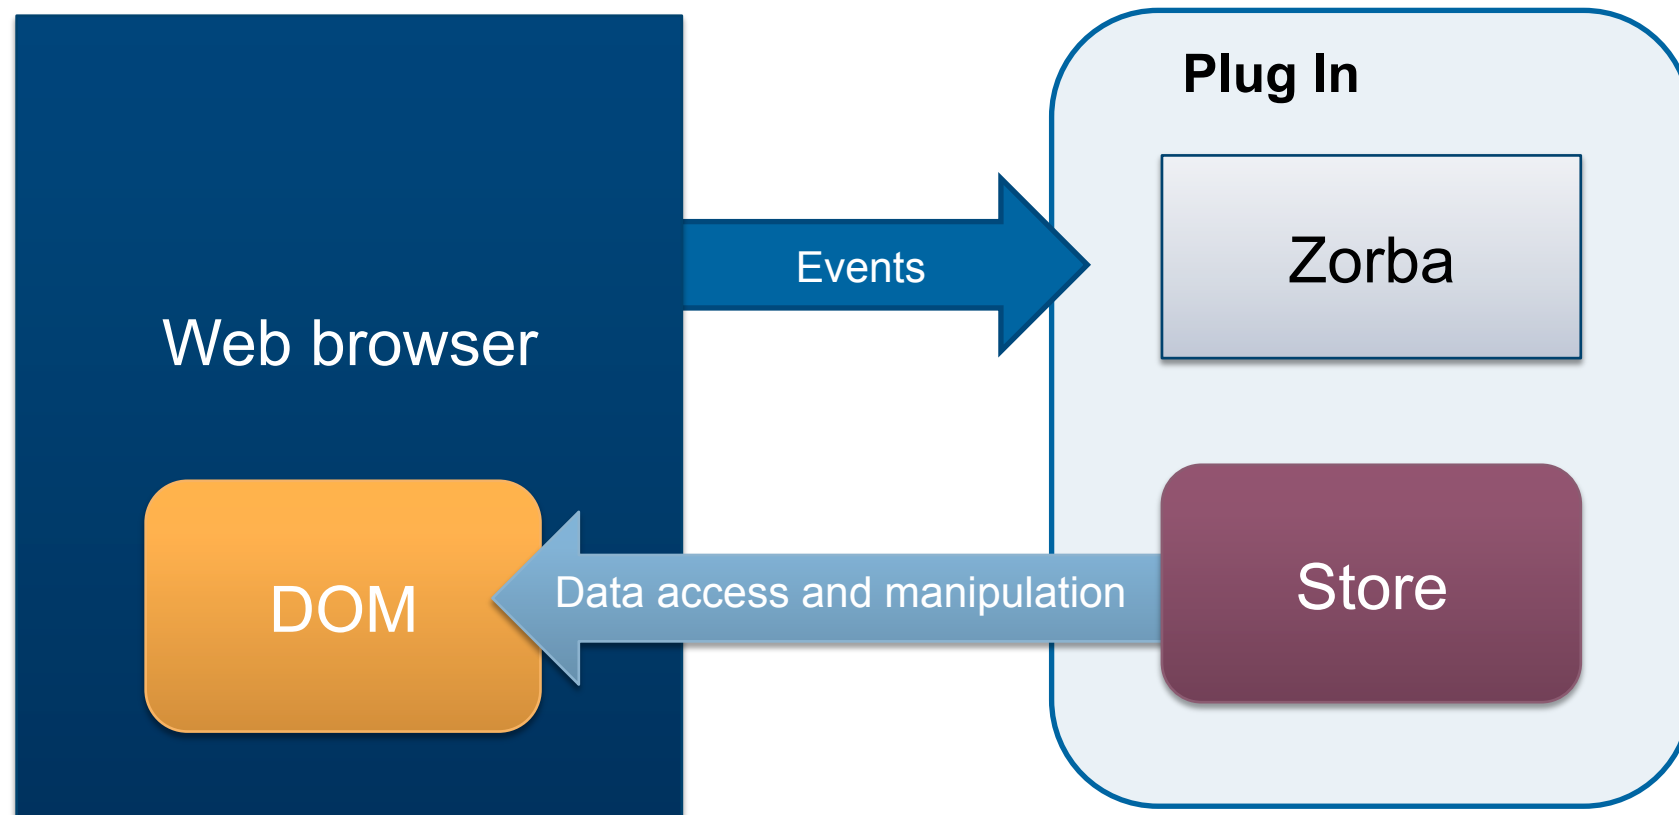 Plug In
Zorba
Events
Web browser
Data access and manipulation
Store
DOM